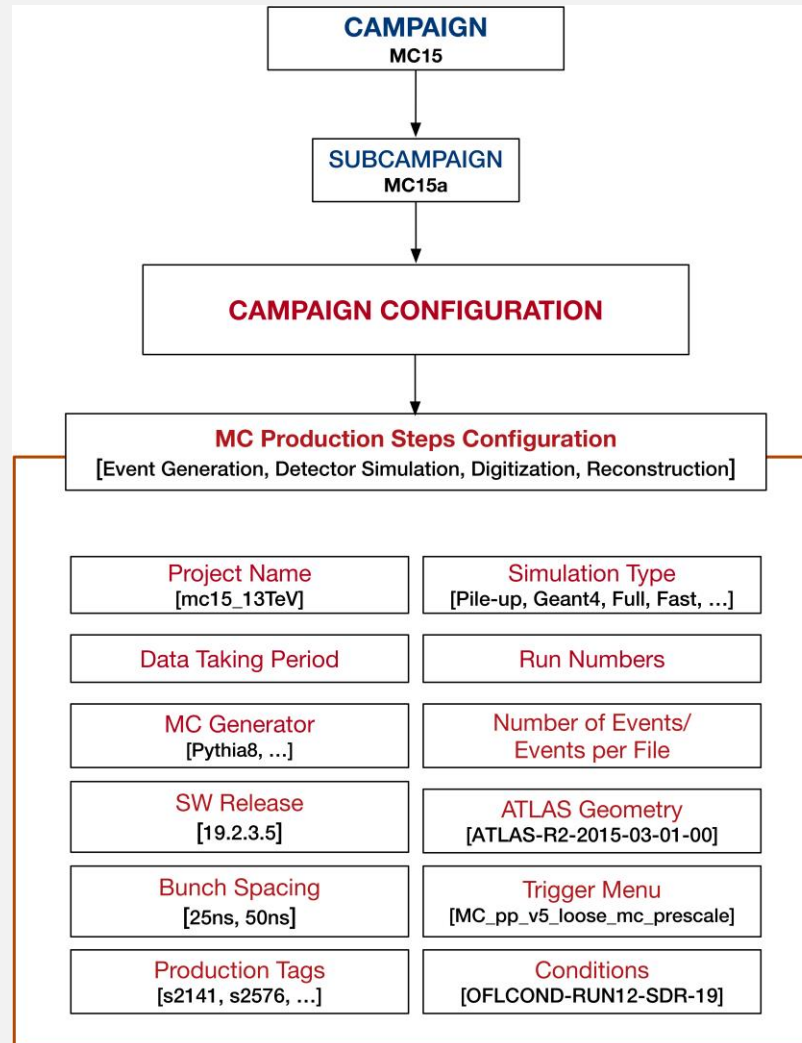 CAMPAIGN
MC15
SUBCAMPAIGN
MC15a
CAMPAIGN CONFIGURATION
MC Production Steps Configuration
[Event Generation, Detector Simulation, Digitization, Reconstruction]
Project Name
[mc15_13TeV]
Simulation Type
[Pile-up, Geant4, Full, Fast, ...]
Data Taking Period
Run Numbers
MC Generator
[Pythia8, ...]
Number of Events/
Events per File
SW Release
[19.2.3.5]
ATLAS Geometry
[ATLAS-R2-2015-03-01-00]
Bunch Spacing
[25ns, 50ns]
Trigger Menu
[MC_pp_v5_loose_mc_prescale]
Production Tags
[s2141, s2576, ...]
Conditions
[OFLCOND-RUN12-SDR-19]